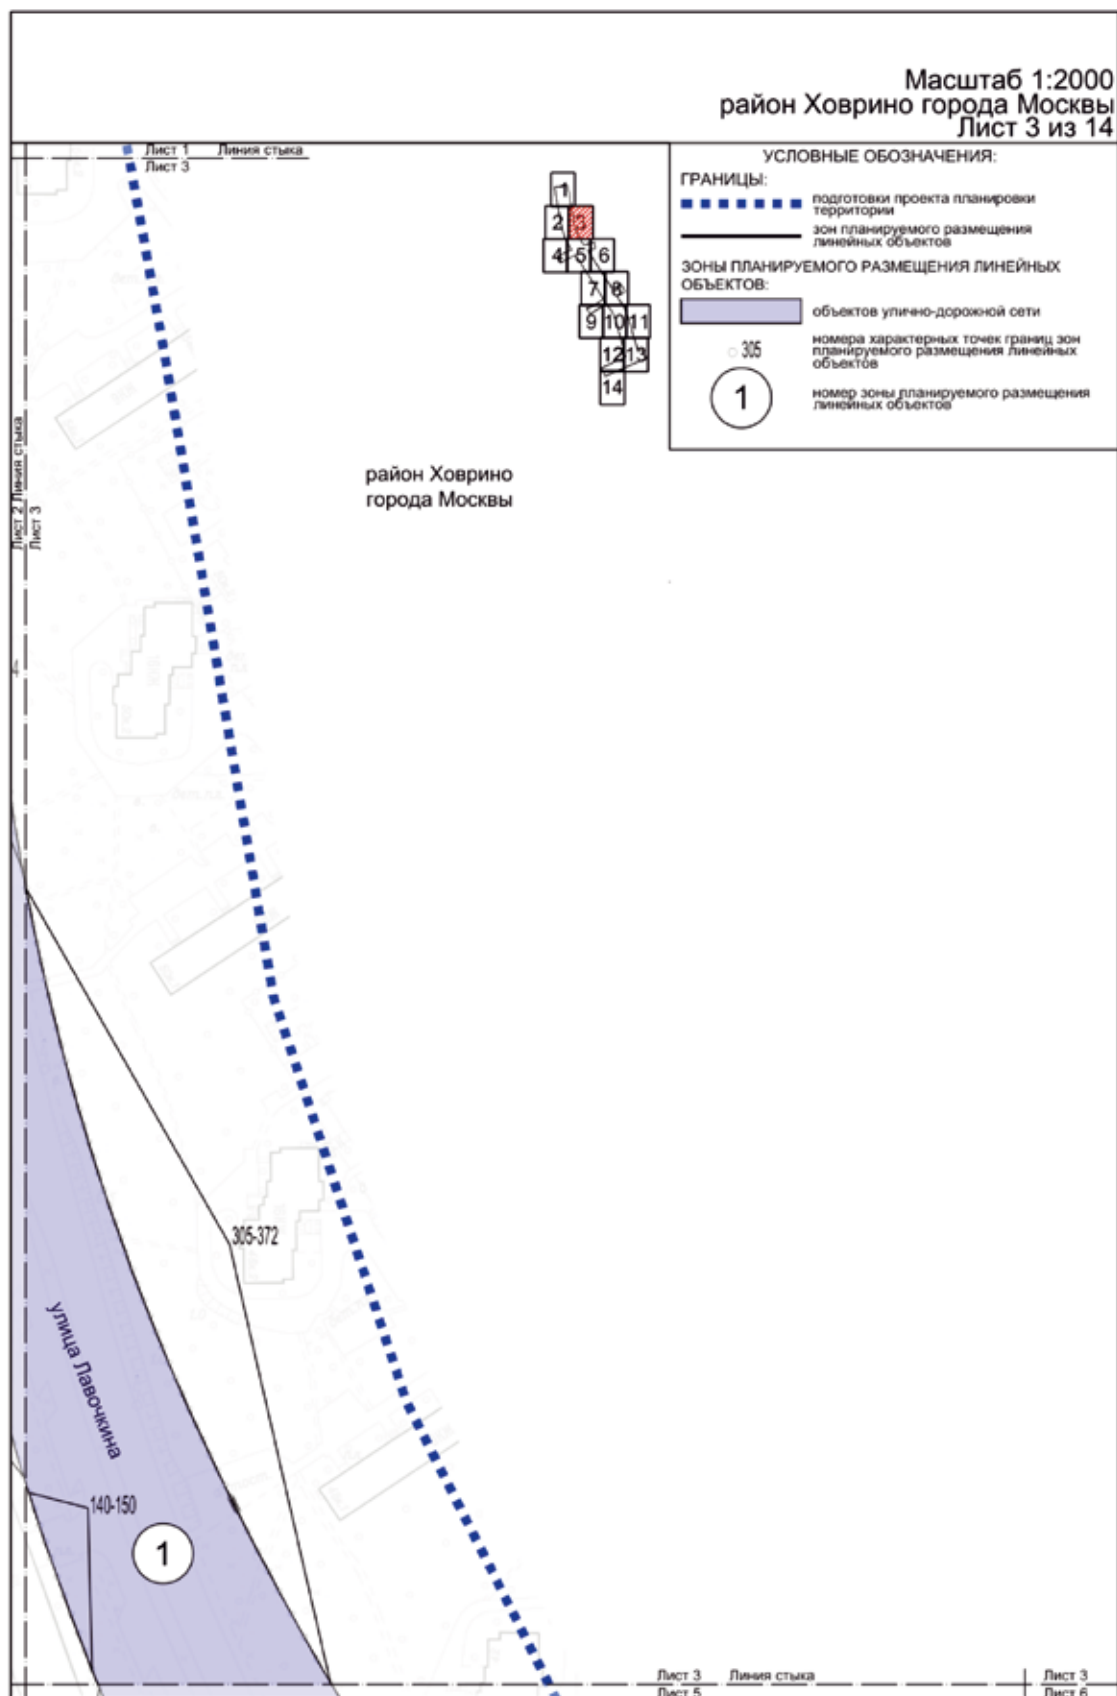 Масштаб 1:2000
район Ховрино города Москвы
Лист 3 из 14
Лист 1 Линия стыка
Лист 3
УСЛОВНЫЕ ОБОЗНАЧЕНИЯ:
ГРАНИЦЫ:
подготовки проекта планировки
территории
зон планируемого размещения
линейных объектов
ЗОНЫ ПЛАНИРУЕМОГО РАЗМЕЩЕНИЯ ЛИНЕЙНЫХ
ОБЪЕКТОВ:
объектов улично-дорожной сети
305
номера характерных точек границ зон
планируемого размещения линейных
объектов
1
номер зоны планируемого размещения
линейных объектов
1
2 3
4 5 6
7 8
9 10 11
12 13
14
район Ховрино
города Москвы
Лист 2 Линия стыка
Лист 3
305-372
улица Лавочкина
140-150
1
Лист 3 Линия стыка Лист 3
Лист 5 Лист 6